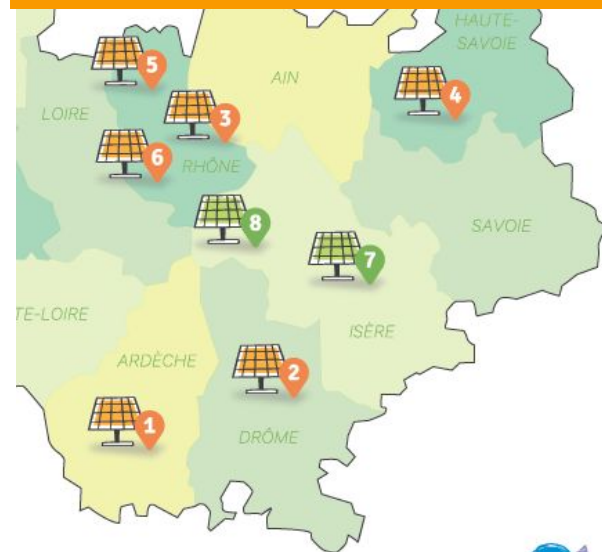 HAUTE-
SAVOIE
5
AIN
4
LOIRE
3
6
RHÔNE
8
SAVOIE
7
TE-LOIRE
ISÈRE
ARDÈCHE
2
1
DRÔME